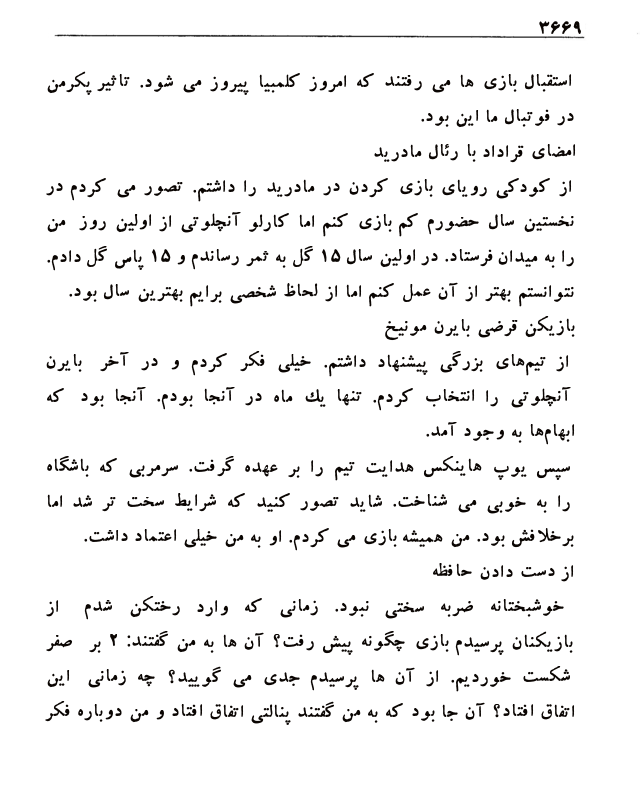 ۳۶۶۹
استقبال بازی ها می رفتند که امروز کلمبیا پیروز می شود. تاثیر پکرمن
در فوتبال ما این بود.
امضای قراداد با رئال مادرید
از کودکی رویای بازی کردن در مادرید را داشتم. تصور می کردم در
نخستین سال حضورم کم بازی کنم اما کارلو آنچلوتی از اولین روز من
را به میدان فرستاد. در اولین سال ۱۵ گل به ثمر رساندم و ۱۵ پاس گل دادم.
نتوانستم بهتر از آن عمل کنم اما از لحاظ شخصی برایم بهترین سال بود.
بازیکن قرضی بایرن مونیخ
از تیم‌های بزرگی پیشنهاد داشتم. خیلی فکر کردم و در آخر بایرن
آنچلوتی را انتخاب کردم. تنها یك ماه در آنجا بودم. آنجا بود که
ابهام‌ها به وجود آمد.
سپس یوپ هاینکس هدایت تیم را بر عهده گرفت. سرمربی که باشگاه
را به خوبی می شناخت. شاید تصور کنید که شرایط سخت تر شد اما
برخلافش بود. من همیشه بازی می کردم. او به من خیلی اعتماد داشت.
از دست دادن حافظه
خوشبختانه ضربه سختی نبود. زمانی که وارد رختکن شدم از
بازیکنان پرسیدم بازی چگونه پیش رفت؟ آن ها به من گفتند: ۲ بر صفر
شکست خوردیم. از آن ها پرسیدم جدی می گویید؟ چه زمانی این
اتفاق افتاد؟ آن جا بود که به من گفتند پنالتی اتفاق افتاد و من دوباره فکر